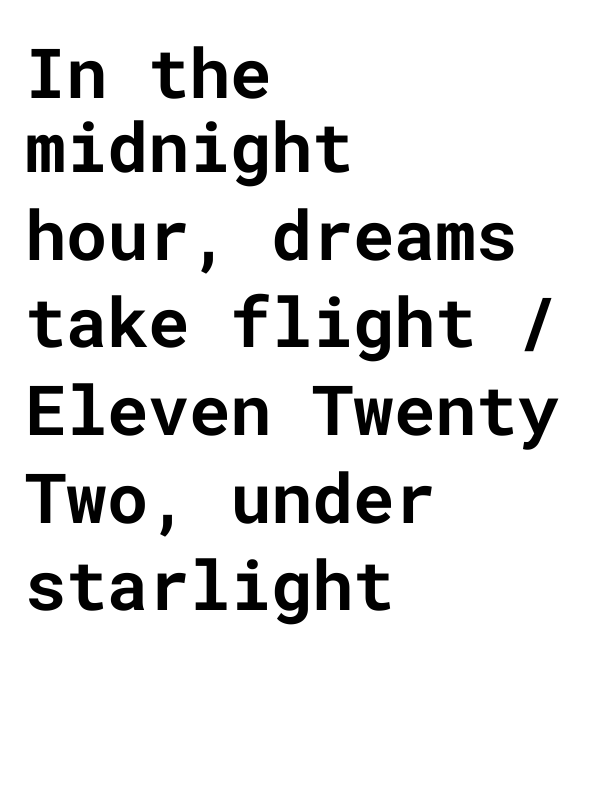 In the
midnight
hour, dreams
take flight /
Eleven Twenty
Two, under
starlight